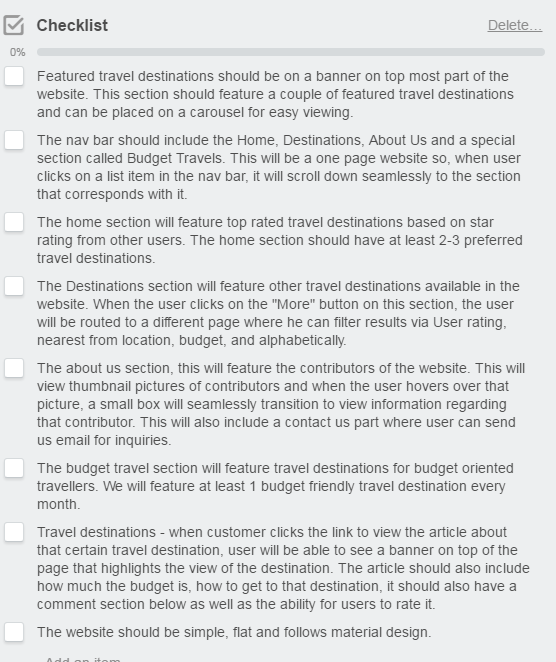 Checklist
Delete...
0%
Featured travel destinations should be on a banner on top most part of the
website. This section should feature a couple of featured travel destinations
and can be placed on a carousel for easy viewing.
The nav bar should include the Home, Destinations, About Us and a special
section called Budget Travels. This will be a one page website so, when user
clicks on a list item in the nav bar, it will scroll down seamlessly to the section
that corresponds with it.
The home section will feature top rated travel destinations based on star
rating from other users. The home section should have at least 2-3 preferred
travel destinations.
The Destinations section will feature other travel destinations available in the
website. When the user clicks on the "More" button on this section, the user
will be routed to a different page where he can filter results via User rating,
nearest from location, budget, and alphabetically.
The about us section, this will feature the contributors of the website. This will
view thumbnail pictures of contributors and when the user hovers over that
picture, a small box will seamlessly transition to view information regarding
that contributor. This will also include a contact us part where user can send
us email for inquiries.
The budget travel section will feature travel destinations for budget oriented
travellers. We will feature at least 1 budget friendly travel destination every
month.
Travel destinations - when customer clicks the link to view the article about
that certain travel destination, user will be able to see a banner on top of the
page that highlights the view of the destination. The article should also include
how much the budget is, how to get to that destination, it should also have a
comment section below as well as the ability for users to rate it.
The website should be simple, flat and follows material design.
Add an item